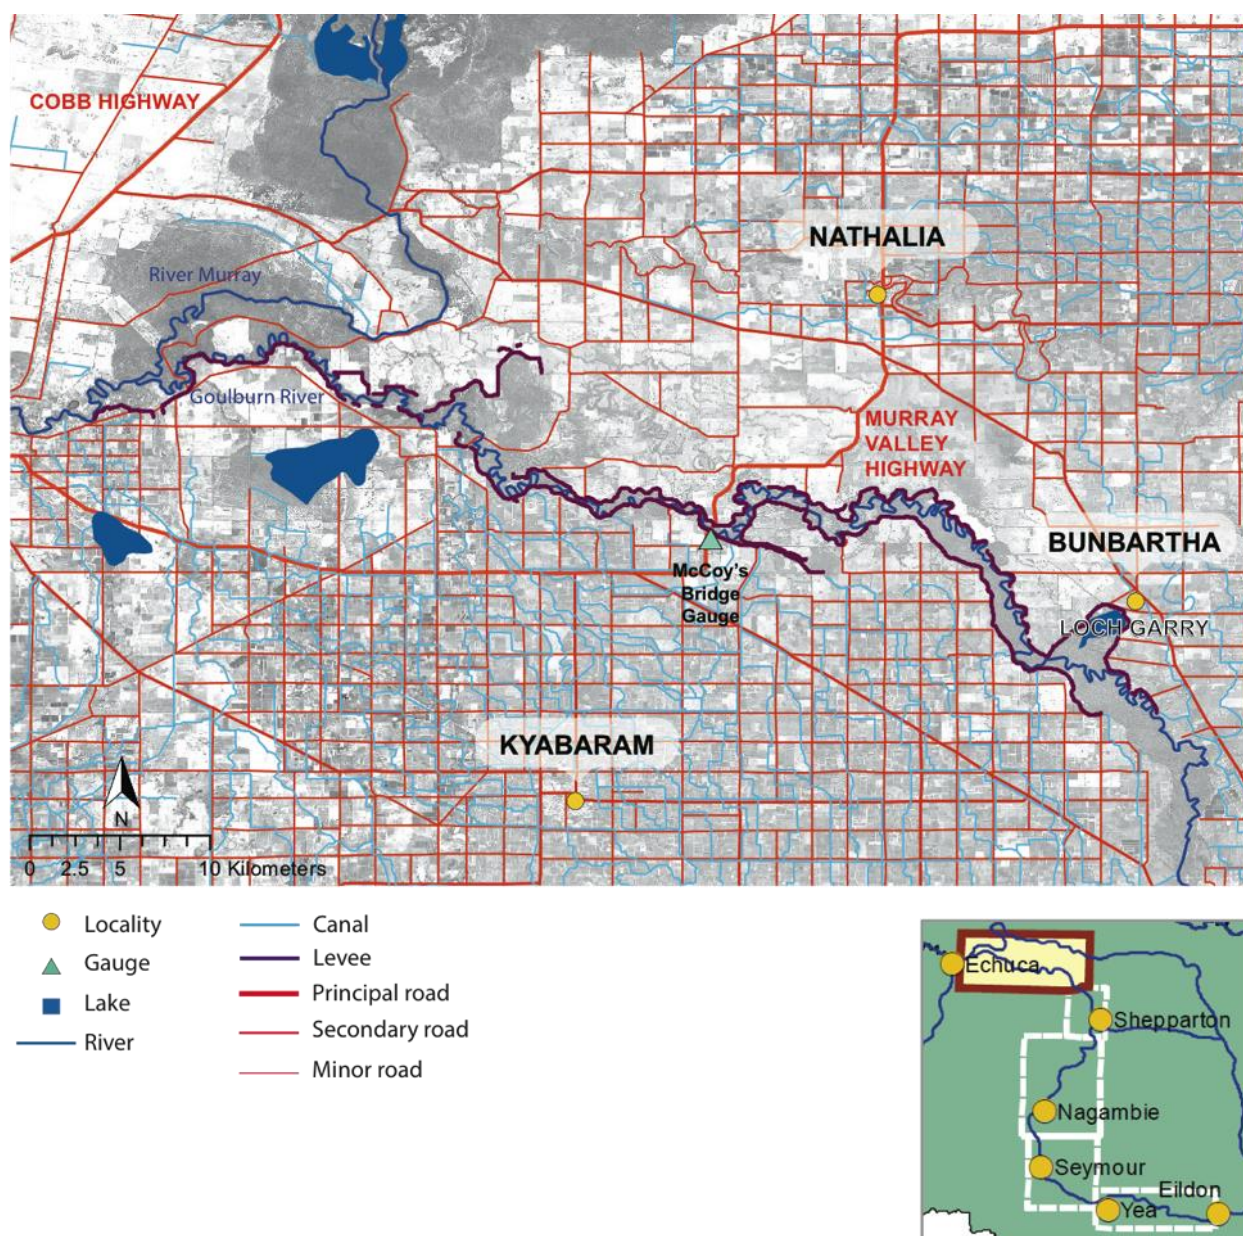 COBB HIGHWAY
NATHALIA
River Murray
Goulburn River
MURRAY
VALLEY
HIGHWAY
BUNBARTHA
McCoy's
Bridge
Gauge
LOCH GARRY
KYABARAM
N
0 2.5 5 10 Kilometers
Locality
Gauge
Lake
River
Canal
Levee
Principal road
Secondary road
Minor road
Echuca
Shepparton
Nagambie
Seymour
Eildon
Yea